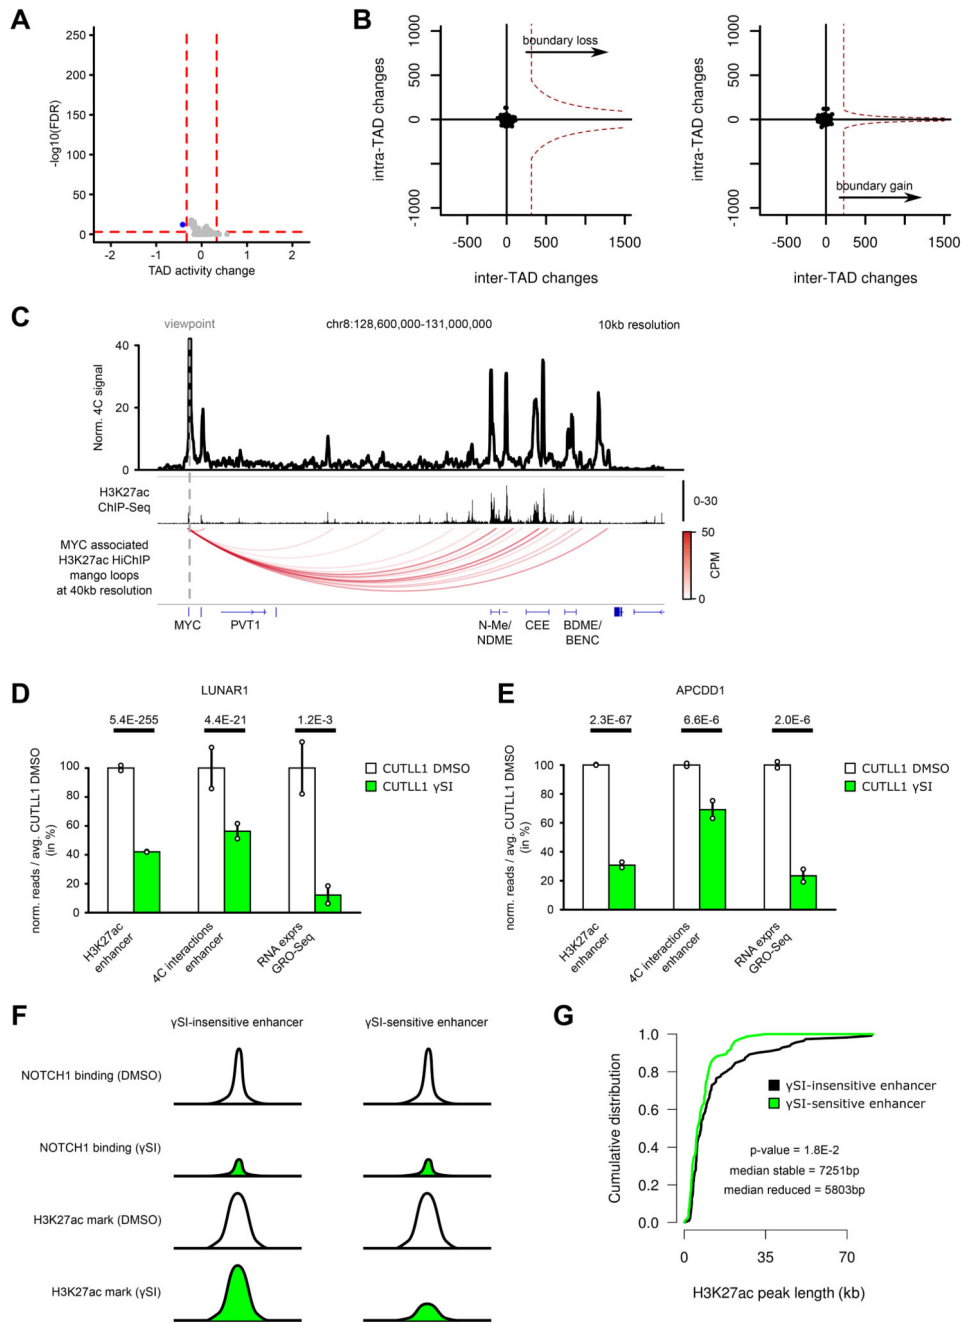 A
250
200
150
100
50
0
-log10(FDR)
-2
-1
0
1
2
TAD activity change
B
1000
500
0
-1000
intra-TAD changes
boundary loss
-500
0
500
1500
inter-TAD changes
1000
500
0
-1000
intra-TAD changes
boundary gain
-500
0
500
1500
inter-TAD changes
C
viewpoint
chr8:128,600,000-131,000,000
10kb resolution
40
20
0
Norm. 4C signal
H3K27ac
ChIP-Seq
0-30
MYC associated
H3K27ac HiChIP
mango loops
at 40kb resolution
50
0
CPM
MYC
PVT1
N-Me/
NDME
CEE
BDME/
BENC
D
LUNAR1
5.4E-255
4.4E-21
1.2E-3
CUTLL1 DMSO
CUTLL1 γSI
100
80
60
40
20
0
norm. reads / avg. CUTLL1 DMSO
(in %)
H3K27ac
enhancer
4C interactions
enhancer
RNA exprs
GRO-Seq
E
APCDD1
2.3E-67
6.6E-6
2.0E-6
CUTLL1 DMSO
CUTLL1 γSI
100
80
60
40
20
0
norm. reads / avg. CUTLL1 DMSO
(in %)
H3K27ac
enhancer
4C interactions
enhancer
RNA exprs
GRO-Seq
F
γSI-insensitive enhancer
γSI-sensitive enhancer
NOTCH1 binding (DMSO)
NOTCH1 binding (γSI)
H3K27ac mark (DMSO)
H3K27ac mark (γSI)
G
1.0
0.8
0.6
0.4
0.2
0.0
Cumulative distribution
γSI-insensitive enhancer
γSI-sensitive enhancer
p-value = 1.8E-2
median stable = 7251bp
median reduced = 5803bp
0
35
70
H3K27ac peak length (kb)